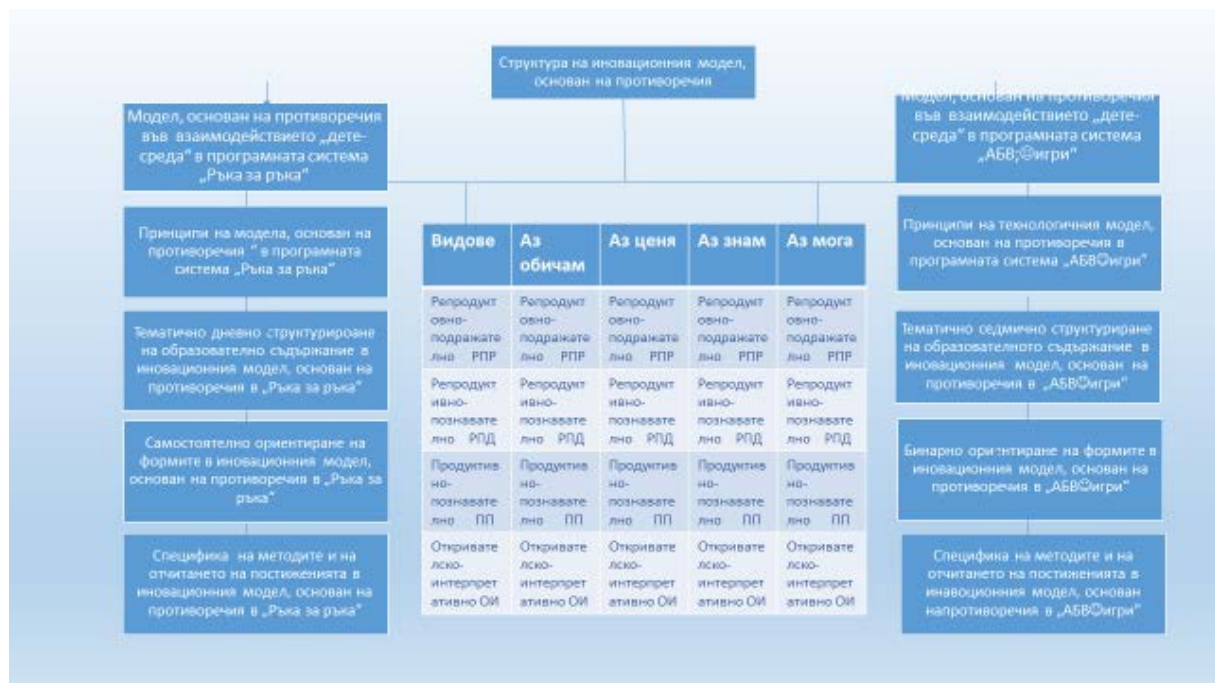 Структура на иновационния модел,
основан на противоречия
Модел, основан на противоречия
във взаимодействието „дете-
среда“ в програмната система
„Ръка за ръка“
Принципи на модела, основан на
противоречия “ в програмната
система „Ръка за ръка“
Тематично дневно структурироане
на образователно съдържание в
иновационния модел, основан на
противоречия в „Ръка за ръка“
Самостоятелно ориентиране на
формите в иновационния модел,
основан на противоречия в „Ръка за
ръка“
Специфика на методите и на
отчитането на постиженията в
иновационния модел, основан на
противоречия в „Ръка за ръка“
Видове Аз обичам Аз ценя Аз знам Аз мога
Репродукт Репродукт Репродукт Репродукт Репродукт
овно- овно- овно- овно- овно-
подражате подражате подражате подражате подражате
лно РПР лно РПР лно РПР лно РПР лно РПР
Репродукт Репродукт Репродукт Репродукт Репродукт
ивно- ивно- ивно- ивно- ивно-
познавате познавате познавате познавате познавате
лно РПД лно РПД лно РПД лно РПД лно РПД
Продуктив Продуктив Продуктив Продуктив Продуктив
но- но- но- но- но-
познавате познавате познавате познавате познавате
лно ПП лно ПП лно ПП лно ПП лно ПП
Откривате Откривате Откривате Откривате Откривате
лско- лско- лско- лско- лско-
интерпрет интерпрет интерпрет интерпрет интерпрет
ативно ОИ ативно ОИ ативно ОИ ативно ОИ ативно ОИ
Модел, основан на противоречия
във взаимодействието „дете-
среда“ в програмната система
„АБВ;☺игри“
Принципи на технологичния модел,
основан на противоречия в
програмната система „АБВ☺игри“
Тематично седмично структуриране
на образователното съдържание в
иновационния модел, основан на
противоречия в „АБВ☺игри“
Бинарно ориентиране на формите в
иновационния модел, основан на
противоречия в „АБВ☺игри“
Специфика на методите и на
отчитането на постиженията в
инавоционния модел, основан
напротиворечия в „АБВ☺игри“